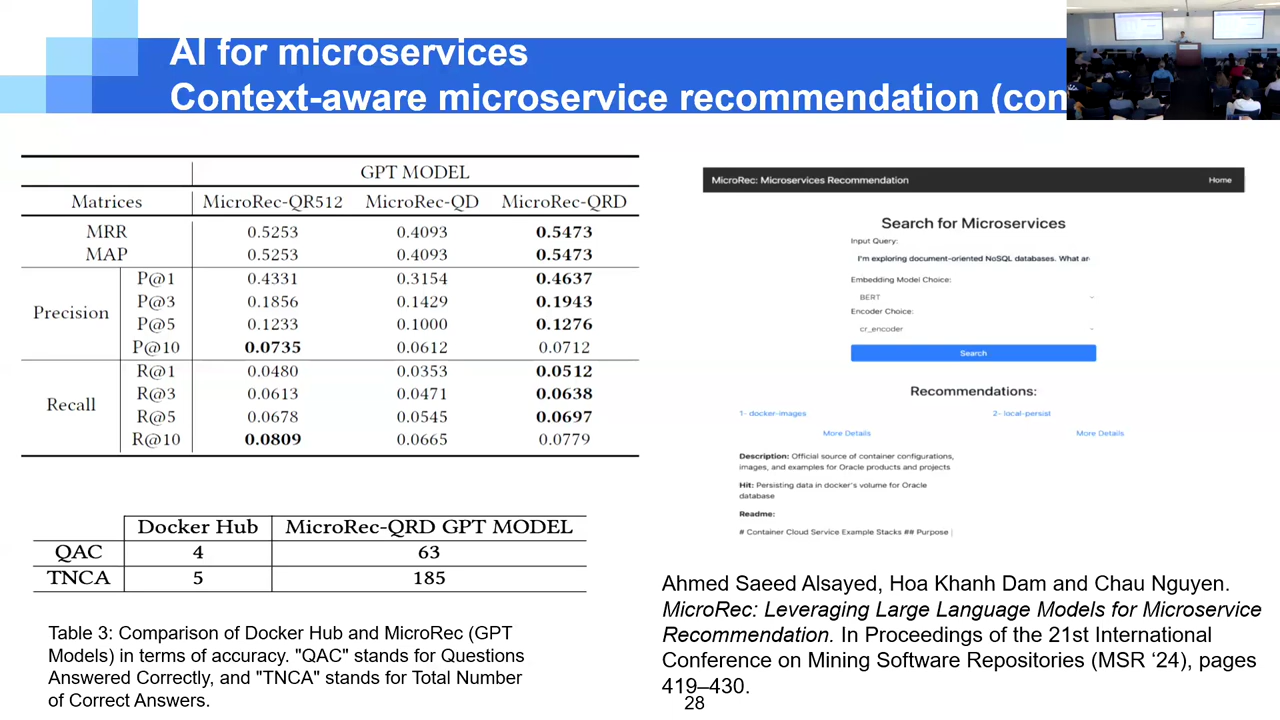 AI for microservices
Context-aware microservice recommendation (con
GPT MODEL
Matrices MicroRec-QR512 MicroRec-QD MicroRec-QRD
MRR 0.5253 0.4093 0.5473
MAP 0.5253 0.4093 0.5473
Precision
P@1 0.4331 0.3154 0.4637
P@3 0.1856 0.1429 0.1943
P@5 0.1233 0.1000 0.1276
P@10 0.0735 0.0612 0.0712
Recall
R@1 0.0480 0.0353 0.0512
R@3 0.0613 0.0471 0.0638
R@5 0.0678 0.0545 0.0697
R@10 0.0809 0.0665 0.0779
Docker Hub MicroRec-QRD GPT MODEL
QAC 4 63
TNCA 5 185
Table 3: Comparison of Docker Hub and MicroRec (GPT
Models) in terms of accuracy. "QAC" stands for Questions
Answered Correctly, and "TNCA" stands for Total Number
of Correct Answers.
MicroRec: Microservices Recommendation Home
Search for Microservices
Input Query:
I'm exploring document-oriented NoSQL databases. What ar
Embedding Model Choice:
BERT
Encoder Choice:
cr_encoder
Search
Recommendations:
1- docker-images 2- local-persist
More Details More Details
Description: Official source of container configurations,
images, and examples for Oracle products and projects
Hit: Persisting data in docker's volume for Oracle
database
Readme:
# Container Cloud Service Example Stacks ## Purpose |
Ahmed Saeed Alsayed, Hoa Khanh Dam and Chau Nguyen.
MicroRec: Leveraging Large Language Models for Microservice
Recommendation. In Proceedings of the 21st International
Conference on Mining Software Repositories (MSR ‘24), pages
419–430.
28